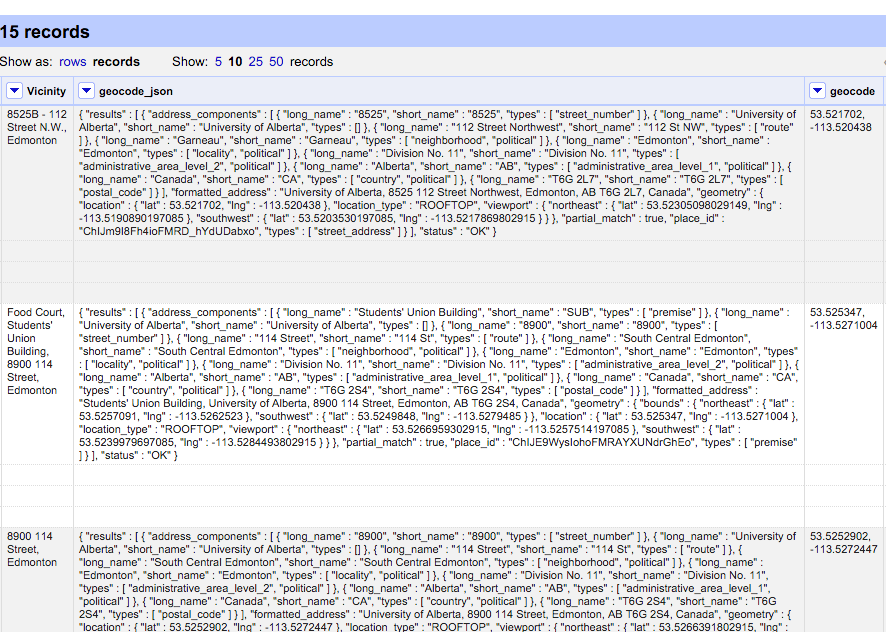 15 records
Show as: rows records Show: 5 10 25 50 records
Vicinity geocode_json geocode
8525B - 112
Street N.W.,
Edmonton
{ "results" : [ { "address_components" : [ { "long_name" : "8525", "short_name" : "8525", "types" : [ "street_number" ] }, { "long_name" : "University of
Alberta", "short_name" : "University of Alberta", "types" : [] }, { "long_name" : "112 Street Northwest", "short_name" : "112 St NW", "types" : [ "route"
] }, { "long_name" : "Garneau", "short_name" : "Garneau", "types" : [ "neighborhood", "political" ] }, { "long_name" : "Edmonton", "short_name" :
"Edmonton", "types" : [ "locality", "political" ] }, { "long_name" : "Division No. 11", "short_name" : "Division No. 11", "types" : [
"administrative_area_level_2", "political" ] }, { "long_name" : "Alberta", "short_name" : "AB", "types" : [ "administrative_area_level_1", "political" ] }, {
"long_name" : "Canada", "short_name" : "CA", "types" : [ "country", "political" ] }, { "long_name" : "T6G 2L7", "short_name" : "T6G 2L7", "types" : [
"postal_code" ] } ], "formatted_address" : "University of Alberta, 8525 112 Street Northwest, Edmonton, AB T6G 2L7, Canada", "geometry" : {
"location" : { "lat" : 53.521702, "lng" : -113.520438 }, "location_type" : "ROOFTOP", "viewport" : { "northeast" : { "lat" : 53.52305098029149, "lng" :
-113.5190890197085 }, "southwest" : { "lat" : 53.5203530197085, "lng" : -113.5217869802915 } } }, "partial_match" : true, "place_id" :
"ChIJm9I8Fh4ioFMRD_hYdUDabxo", "types" : [ "street_address" ] } ], "status" : "OK" }
53.521702,
-113.520438
Food Court,
Students'
Union
Building,
8900 114
Street,
Edmonton
{ "results" : [ { "address_components" : [ { "long_name" : "Students' Union Building", "short_name" : "SUB", "types" : [ "premise" ] }, { "long_name" :
"University of Alberta", "short_name" : "University of Alberta", "types" : [] }, { "long_name" : "8900", "short_name" : "8900", "types" : [
"street_number" ] }, { "long_name" : "114 Street", "short_name" : "114 St", "types" : [ "route" ] }, { "long_name" : "South Central Edmonton",
"short_name" : "South Central Edmonton", "types" : [ "neighborhood", "political" ] }, { "long_name" : "Edmonton", "short_name" : "Edmonton", "types"
: [ "locality", "political" ] }, { "long_name" : "Division No. 11", "short_name" : "Division No. 11", "types" : [ "administrative_area_level_2", "political" ] }, {
"long_name" : "Alberta", "short_name" : "AB", "types" : [ "administrative_area_level_1", "political" ] }, { "long_name" : "Canada", "short_name" : "CA",
"types" : [ "country", "political" ] }, { "long_name" : "T6G 2S4", "short_name" : "T6G 2S4", "types" : [ "postal_code" ] } ], "formatted_address" :
"Students' Union Building, University of Alberta, 8900 114 Street, Edmonton, AB T6G 2S4, Canada", "geometry" : { "bounds" : { "northeast" : { "lat" :
53.5257091, "lng" : -113.5262523 }, "southwest" : { "lat" : 53.5249848, "lng" : -113.5279485 } }, "location" : { "lat" : 53.525347, "lng" : -113.5271004 },
"location_type" : "ROOFTOP", "viewport" : { "northeast" : { "lat" : 53.5266959302915, "lng" : -113.5257514197085 }, "southwest" : { "lat" :
53.5239979697085, "lng" : -113.5284493802915 } } }, "partial_match" : true, "place_id" : "ChIJE9WysIohoFMRAYXUNdrGhEo", "types" : [ "premise"
] } ], "status" : "OK" }
53.525347,
-113.5271004
8900 114
Street,
Edmonton
{ "results" : [ { "address_components" : [ { "long_name" : "8900", "short_name" : "8900", "types" : [ "street_number" ] }, { "long_name" : "University of
Alberta", "short_name" : "University of Alberta", "types" : [] }, { "long_name" : "114 Street", "short_name" : "114 St", "types" : [ "route" ] }, {
"long_name" : "South Central Edmonton", "short_name" : "South Central Edmonton", "types" : [ "neighborhood", "political" ] }, { "long_name" :
"Edmonton", "short_name" : "Edmonton", "types" : [ "locality", "political" ] }, { "long_name" : "Division No. 11", "short_name" : "Division No. 11",
"types" : [ "administrative_area_level_2", "political" ] }, { "long_name" : "Alberta", "short_name" : "AB", "types" : [ "administrative_area_level_1",
"political" ] }, { "long_name" : "Canada", "short_name" : "CA", "types" : [ "country", "political" ] }, { "long_name" : "T6G 2S4", "short_name" : "T6G
2S4", "types" : [ "postal_code" ] } ], "formatted_address" : "University of Alberta, 8900 114 Street, Edmonton, AB T6G 2S4, Canada", "geometry" : {
"location" : { "lat" : 53.5252902, "lng" : -113.5272447 }, "location_type" : "ROOFTOP", "viewport" : { "northeast" : { "lat" : 53.5266391802915, "lng" :
53.5252902,
-113.5272447